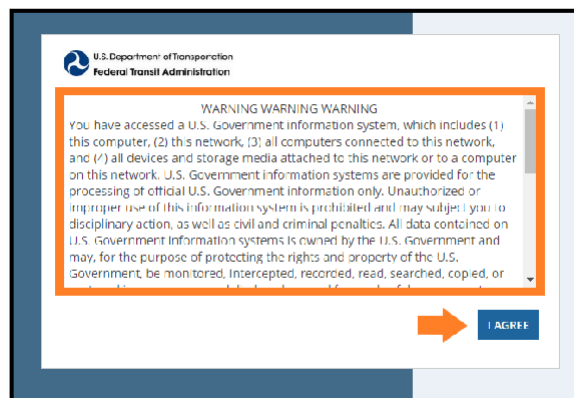 U.S. Department of Transportation
Federal Transit Administration
WARNING WARNING WARNING
You have accessed a U.S. Government information system, which includes (1)
this computer, (2) this network, (3) all computers connected to this network,
and (4) all devices and storage media attached to this network or to a computer
on this network. U.S. Government information systems are provided for the
processing of official U.S. Government information only. Unauthorized or
improper use of this information system is prohibited and may subject you to
disciplinary action, as well as civil and criminal penalties. All data contained on
U.S. Government information systems is owned by the U.S. Government and
may, for the purpose of protecting the rights and property of the U.S.
Government, be monitored, intercepted, recorded, read, searched, copied, or
I AGREE